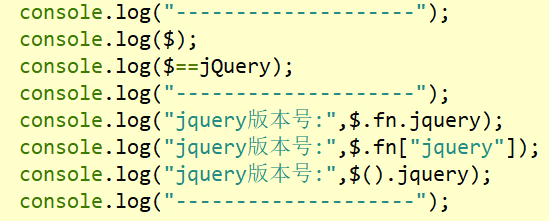 console.log("--------------------");
console.log($);
console.log($==jQuery);
console.log("--------------------");
console.log("jquery版本号:",$.fn.jquery);
console.log("jquery版本号:",$.fn["jquery"]);
console.log("jquery版本号:",$().jquery);
console.log("--------------------");